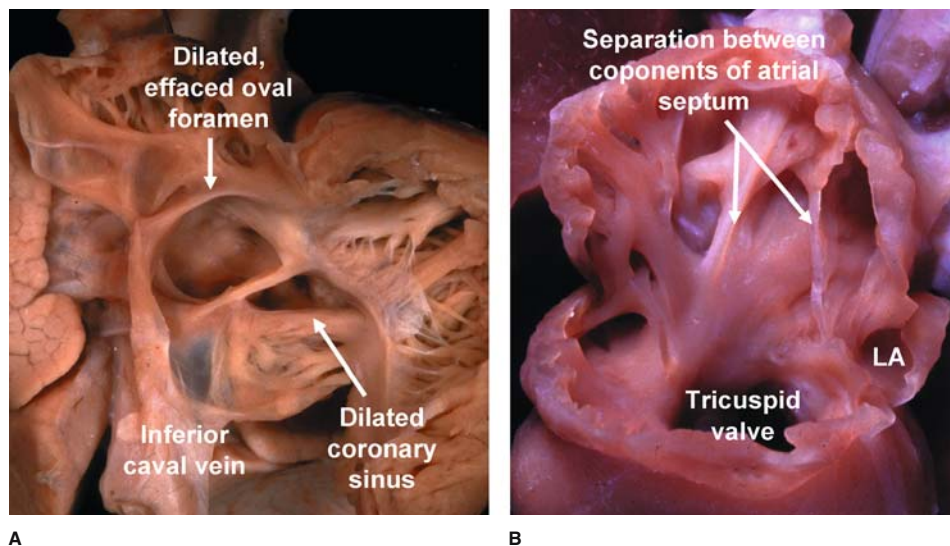 Dilated,
effaced oval
foramen
Inferior
caval vein
Dilated
coronary
sinus
A
Separation between
coponents of atrial
septum
LA
Tricuspid
valve
B